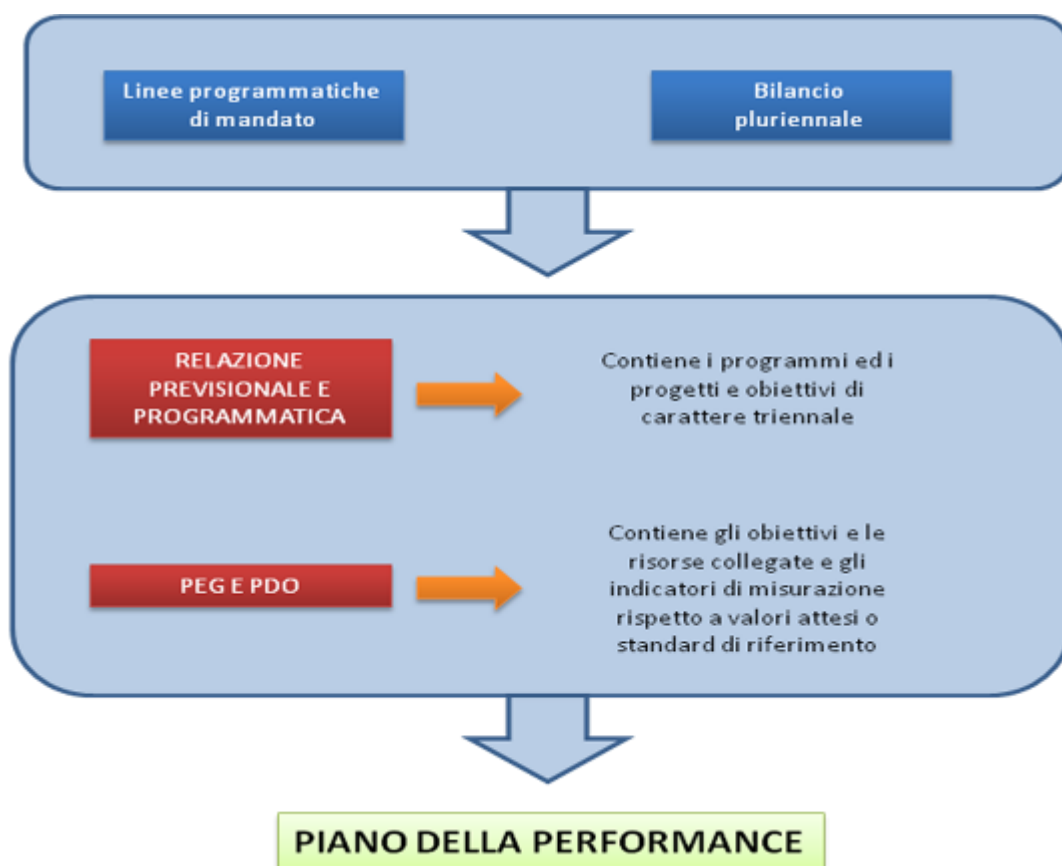 Linee programmatiche
di mandato
Bilancio
pluriennale
RELAZIONE
PREVISIONALE E
PROGRAMMATICA
Contiene i programmi ed i
progetti e obiettivi di
carattere triennale
PEG E PDO
Contiene gli obiettivi e le
risorse collegate e gli
indicatori di misurazione
rispetto a valori attesi o
standard di riferimento
PIANO DELLA PERFORMANCE